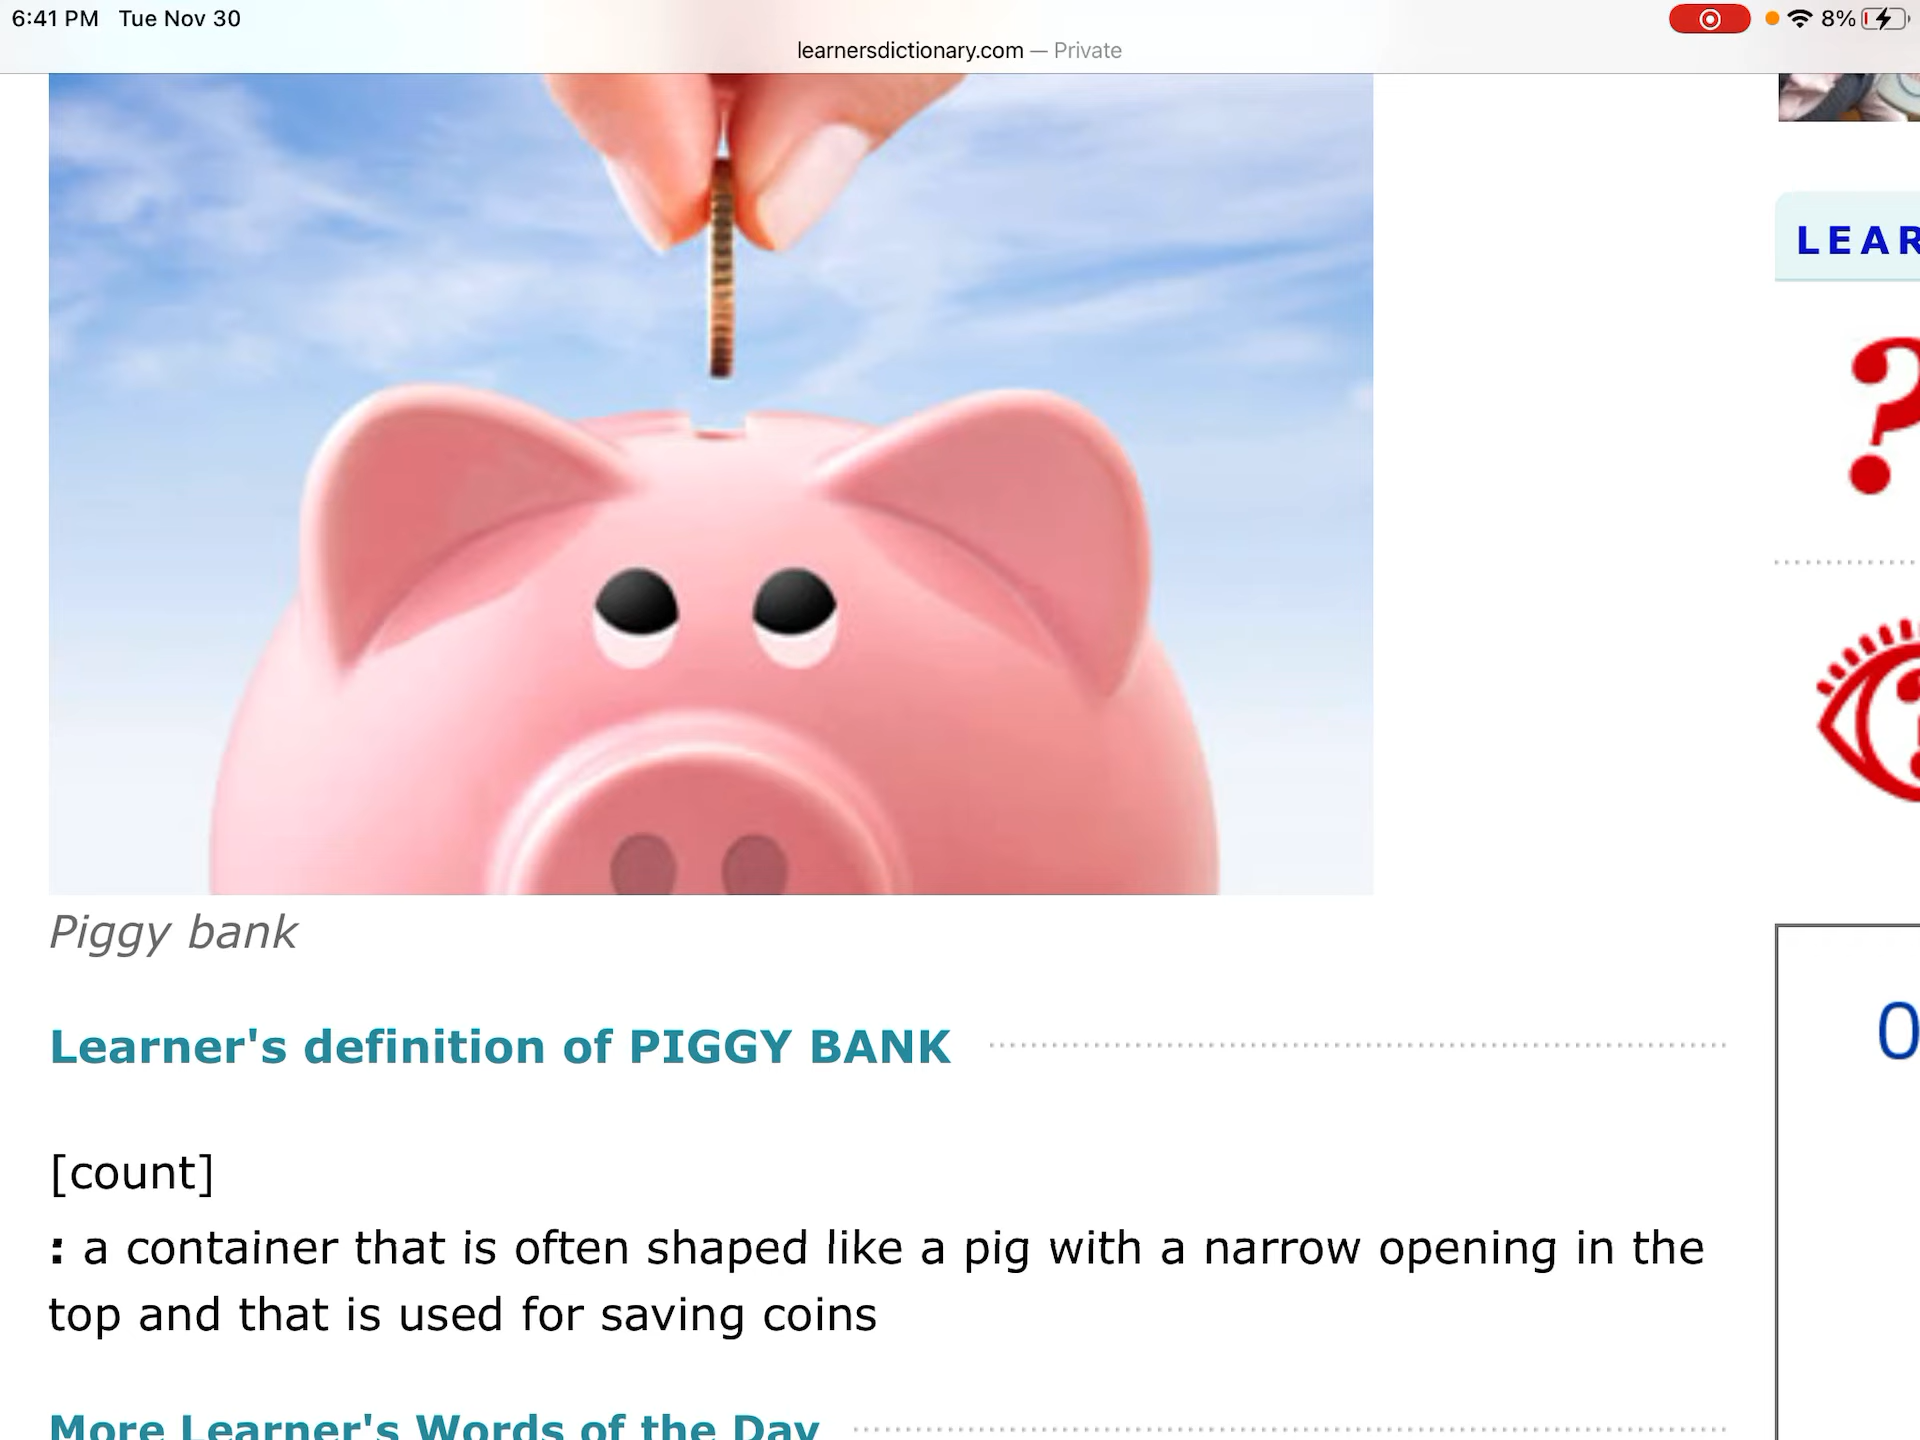 6:41 PM Tue Nov 30
8%
learnersdictionary.com — Private
LEAR
?
Piggy bank
Learner's definition of PIGGY BANK
[count]
: a container that is often shaped like a pig with a narrow opening in the
top and that is used for saving coins
More Learner's Words of the Day